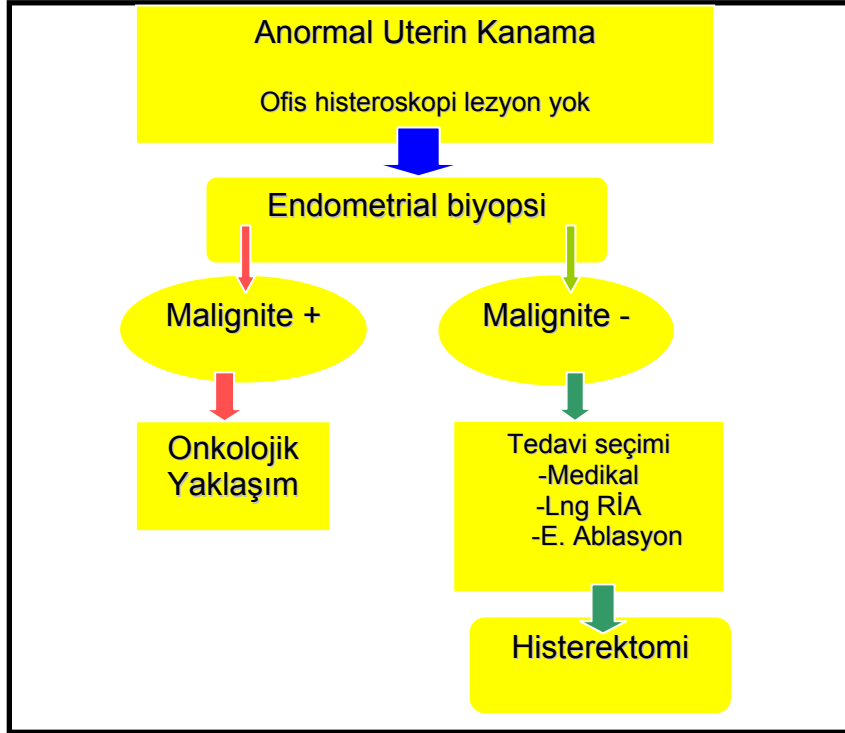 Anormal Uterin Kanama
Ofis histeroskopi lezyon yok
Endometrial biyopsi
Malignite +
Malignite -
Onkolojik
Yaklaşım
Tedavi seçimi
-Medikal
-Lng RİA
-E. Ablasyon
Histerektomi